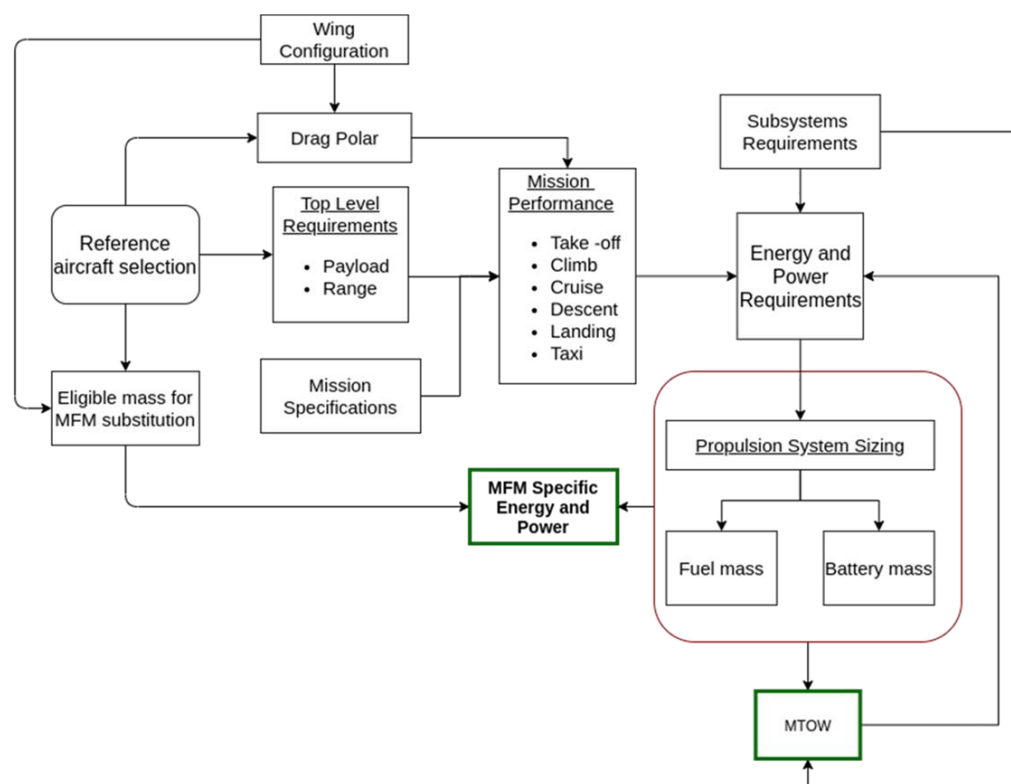 Wing
Configuration
Drag Polar
Subsystems
Requirements
Top Level
Requirements
• Payload
• Range
Mission
Performance
• Take -off
• Climb
• Cruise
• Descent
• Landing
• Taxi
Reference
aircraft selection
Energy and
Power
Requirements
Mission
Specifications
Eligible mass for
MFM substitution
Propulsion System Sizing
MFM Specific
Energy and
Power
Fuel mass
Battery mass
MTOW